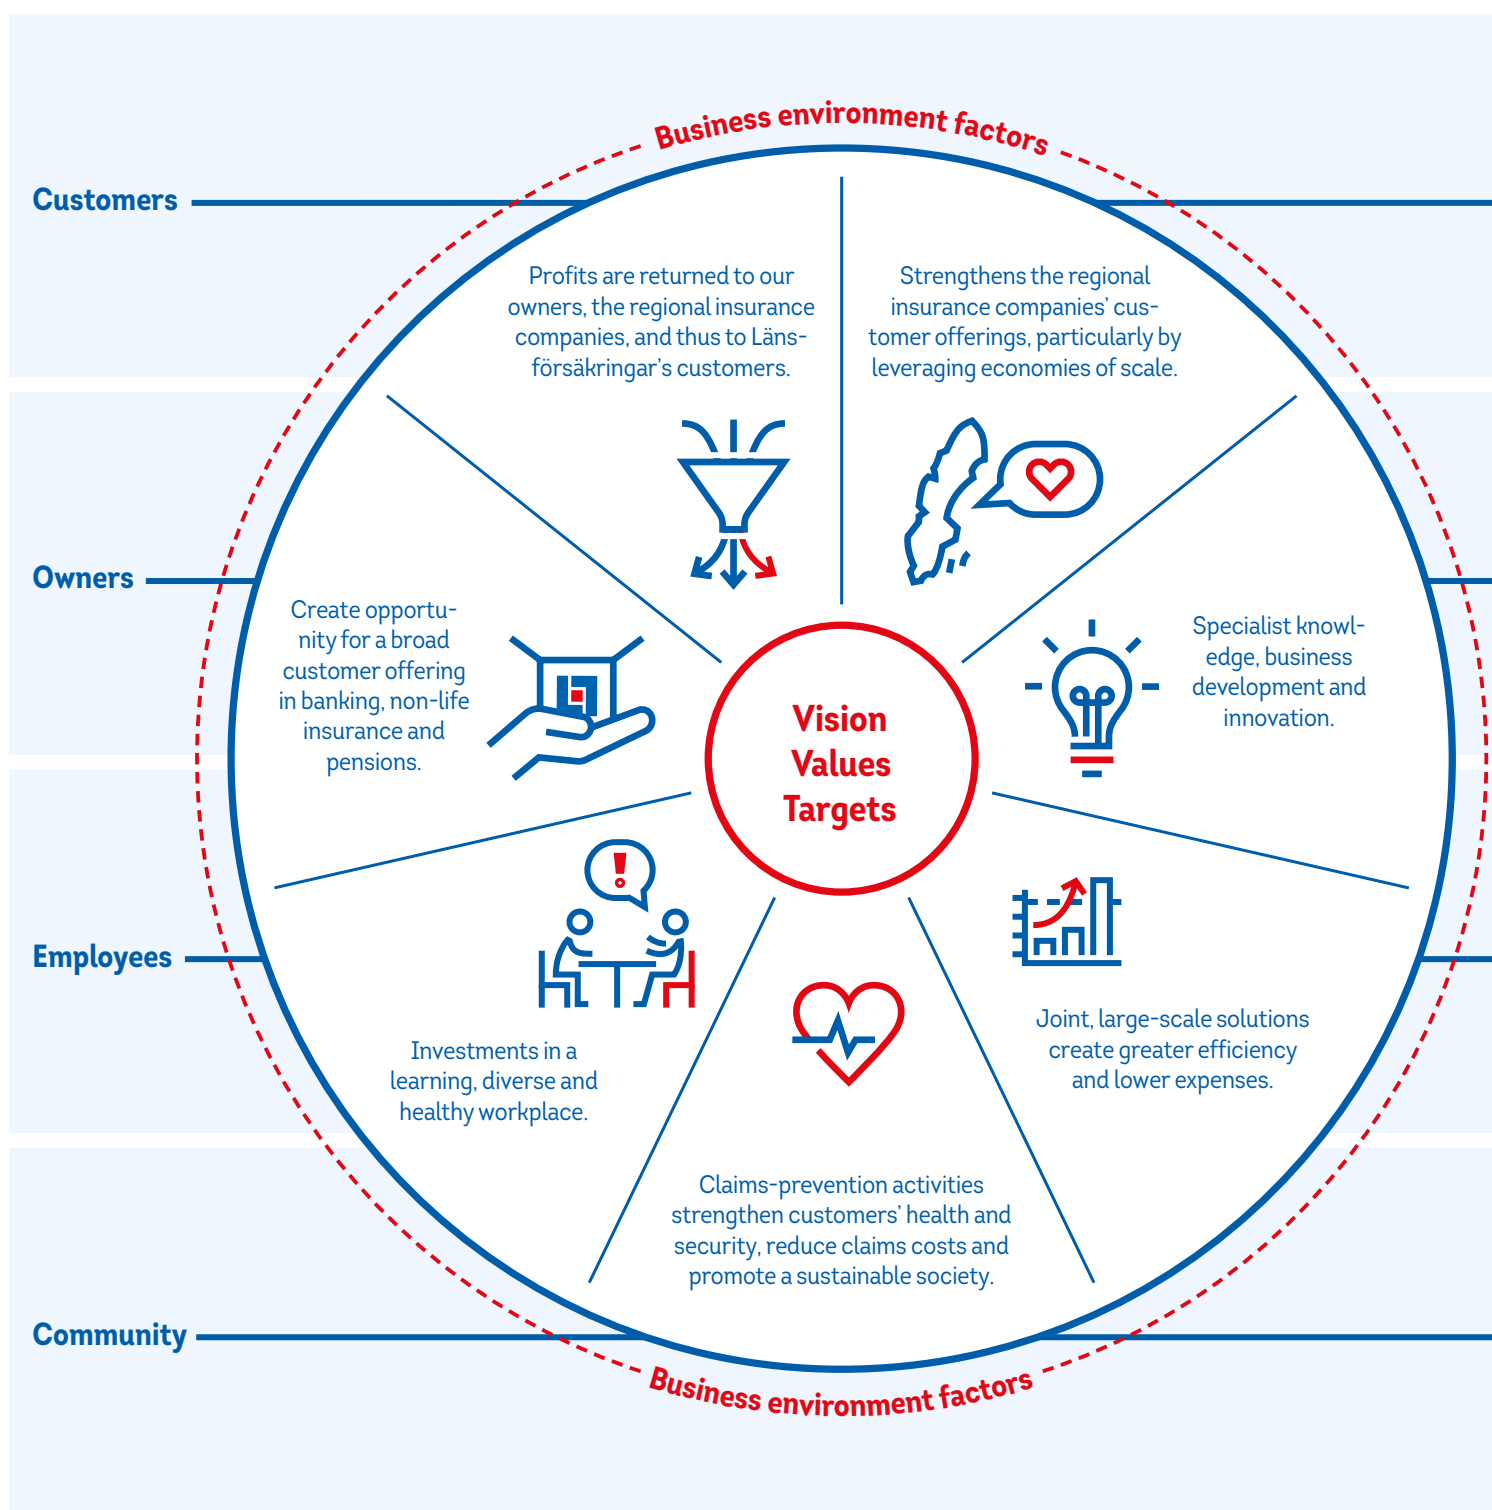 Business environment factors
Customers
Profits are returned to our
owners, the regional insurance
companies, and thus to Läns-
försäkringar's customers.
Strengthens the regional
insurance companies' cus-
tomer offerings, particularly by
leveraging economies of scale.
Owners
Create opportu-
nity for a broad
customer offering
in banking, non-life
insurance and
pensions.
Specialist knowl-
edge, business
development and
innovation.
Vision
Values
Targets
Employees
Investments in a
learning, diverse and
healthy workplace.
Joint, large-scale solutions
create greater efficiency
and lower expenses.
Claims-prevention activities
strengthen customers' health and
security, reduce claims costs and
promote a sustainable society.
Community
Business environment factors